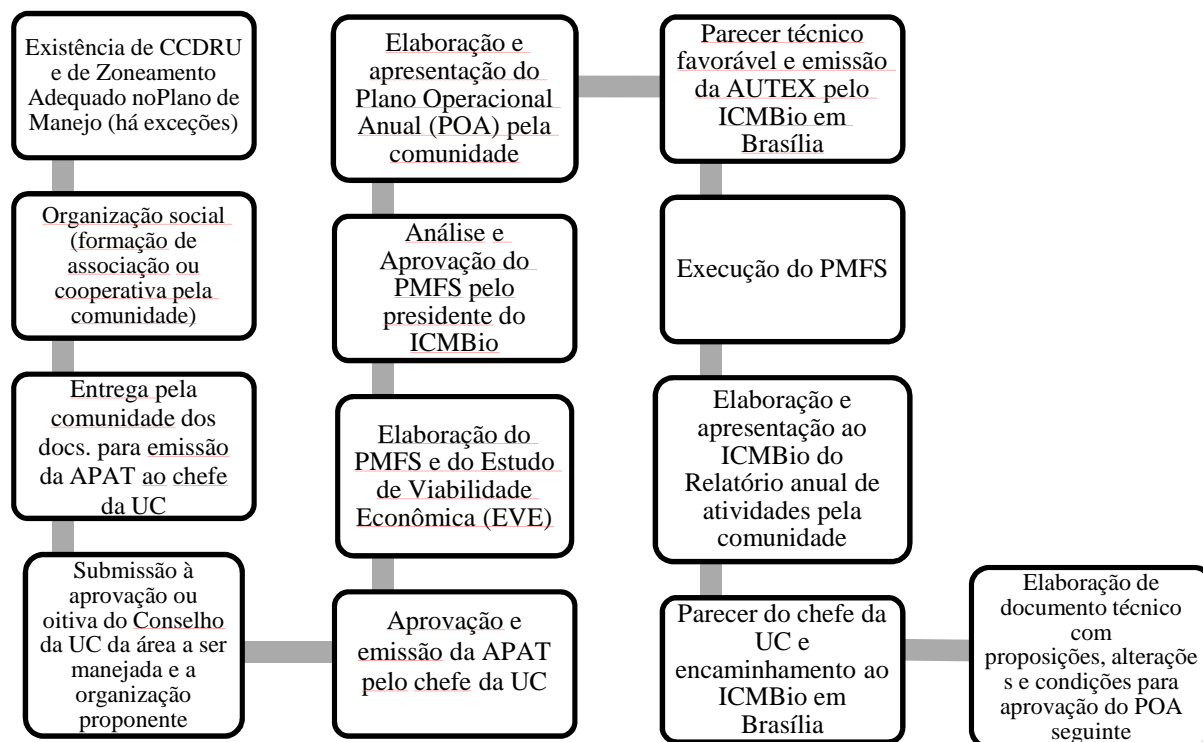 Existência de CCDRU
e de Zoneamento
Adequado noPlano de
Manejo (há exceções)
Organização social
(formação de
associação ou
cooperativa pela
comunidade)
Entrega pela
comunidade dos
docs. para emissão
da APAT ao chefe
da UC
Submissão à
aprovação ou
oitiva do Conselho
da UC da área a ser
manejada e a
organização
proponente
Aprovação e
emissão da APAT
pelo chefe da UC
Elaboração do
PMFS e do Estudo
de Viabilidade
Econômica (EVE)
Análise e
Aprovação do
PMFS pelo
presidente do
ICMBio
Elaboração e
apresentação do
Plano Operacional
Anual (POA) pela
comunidade
Parecer técnico
favorável e emissão
da AUTEX pelo
ICMBio em
Brasília
Execução do PMFS
Elaboração e
apresentação ao
ICMBio do
Relatório anual de
atividades pela
comunidade
Parecer do chefe da
UC e
encaminhamento ao
ICMBio em
Brasília
Elaboração de
documento técnico
com
proposições, alteraçõe
s e condições para
aprovação do POA
seguinte